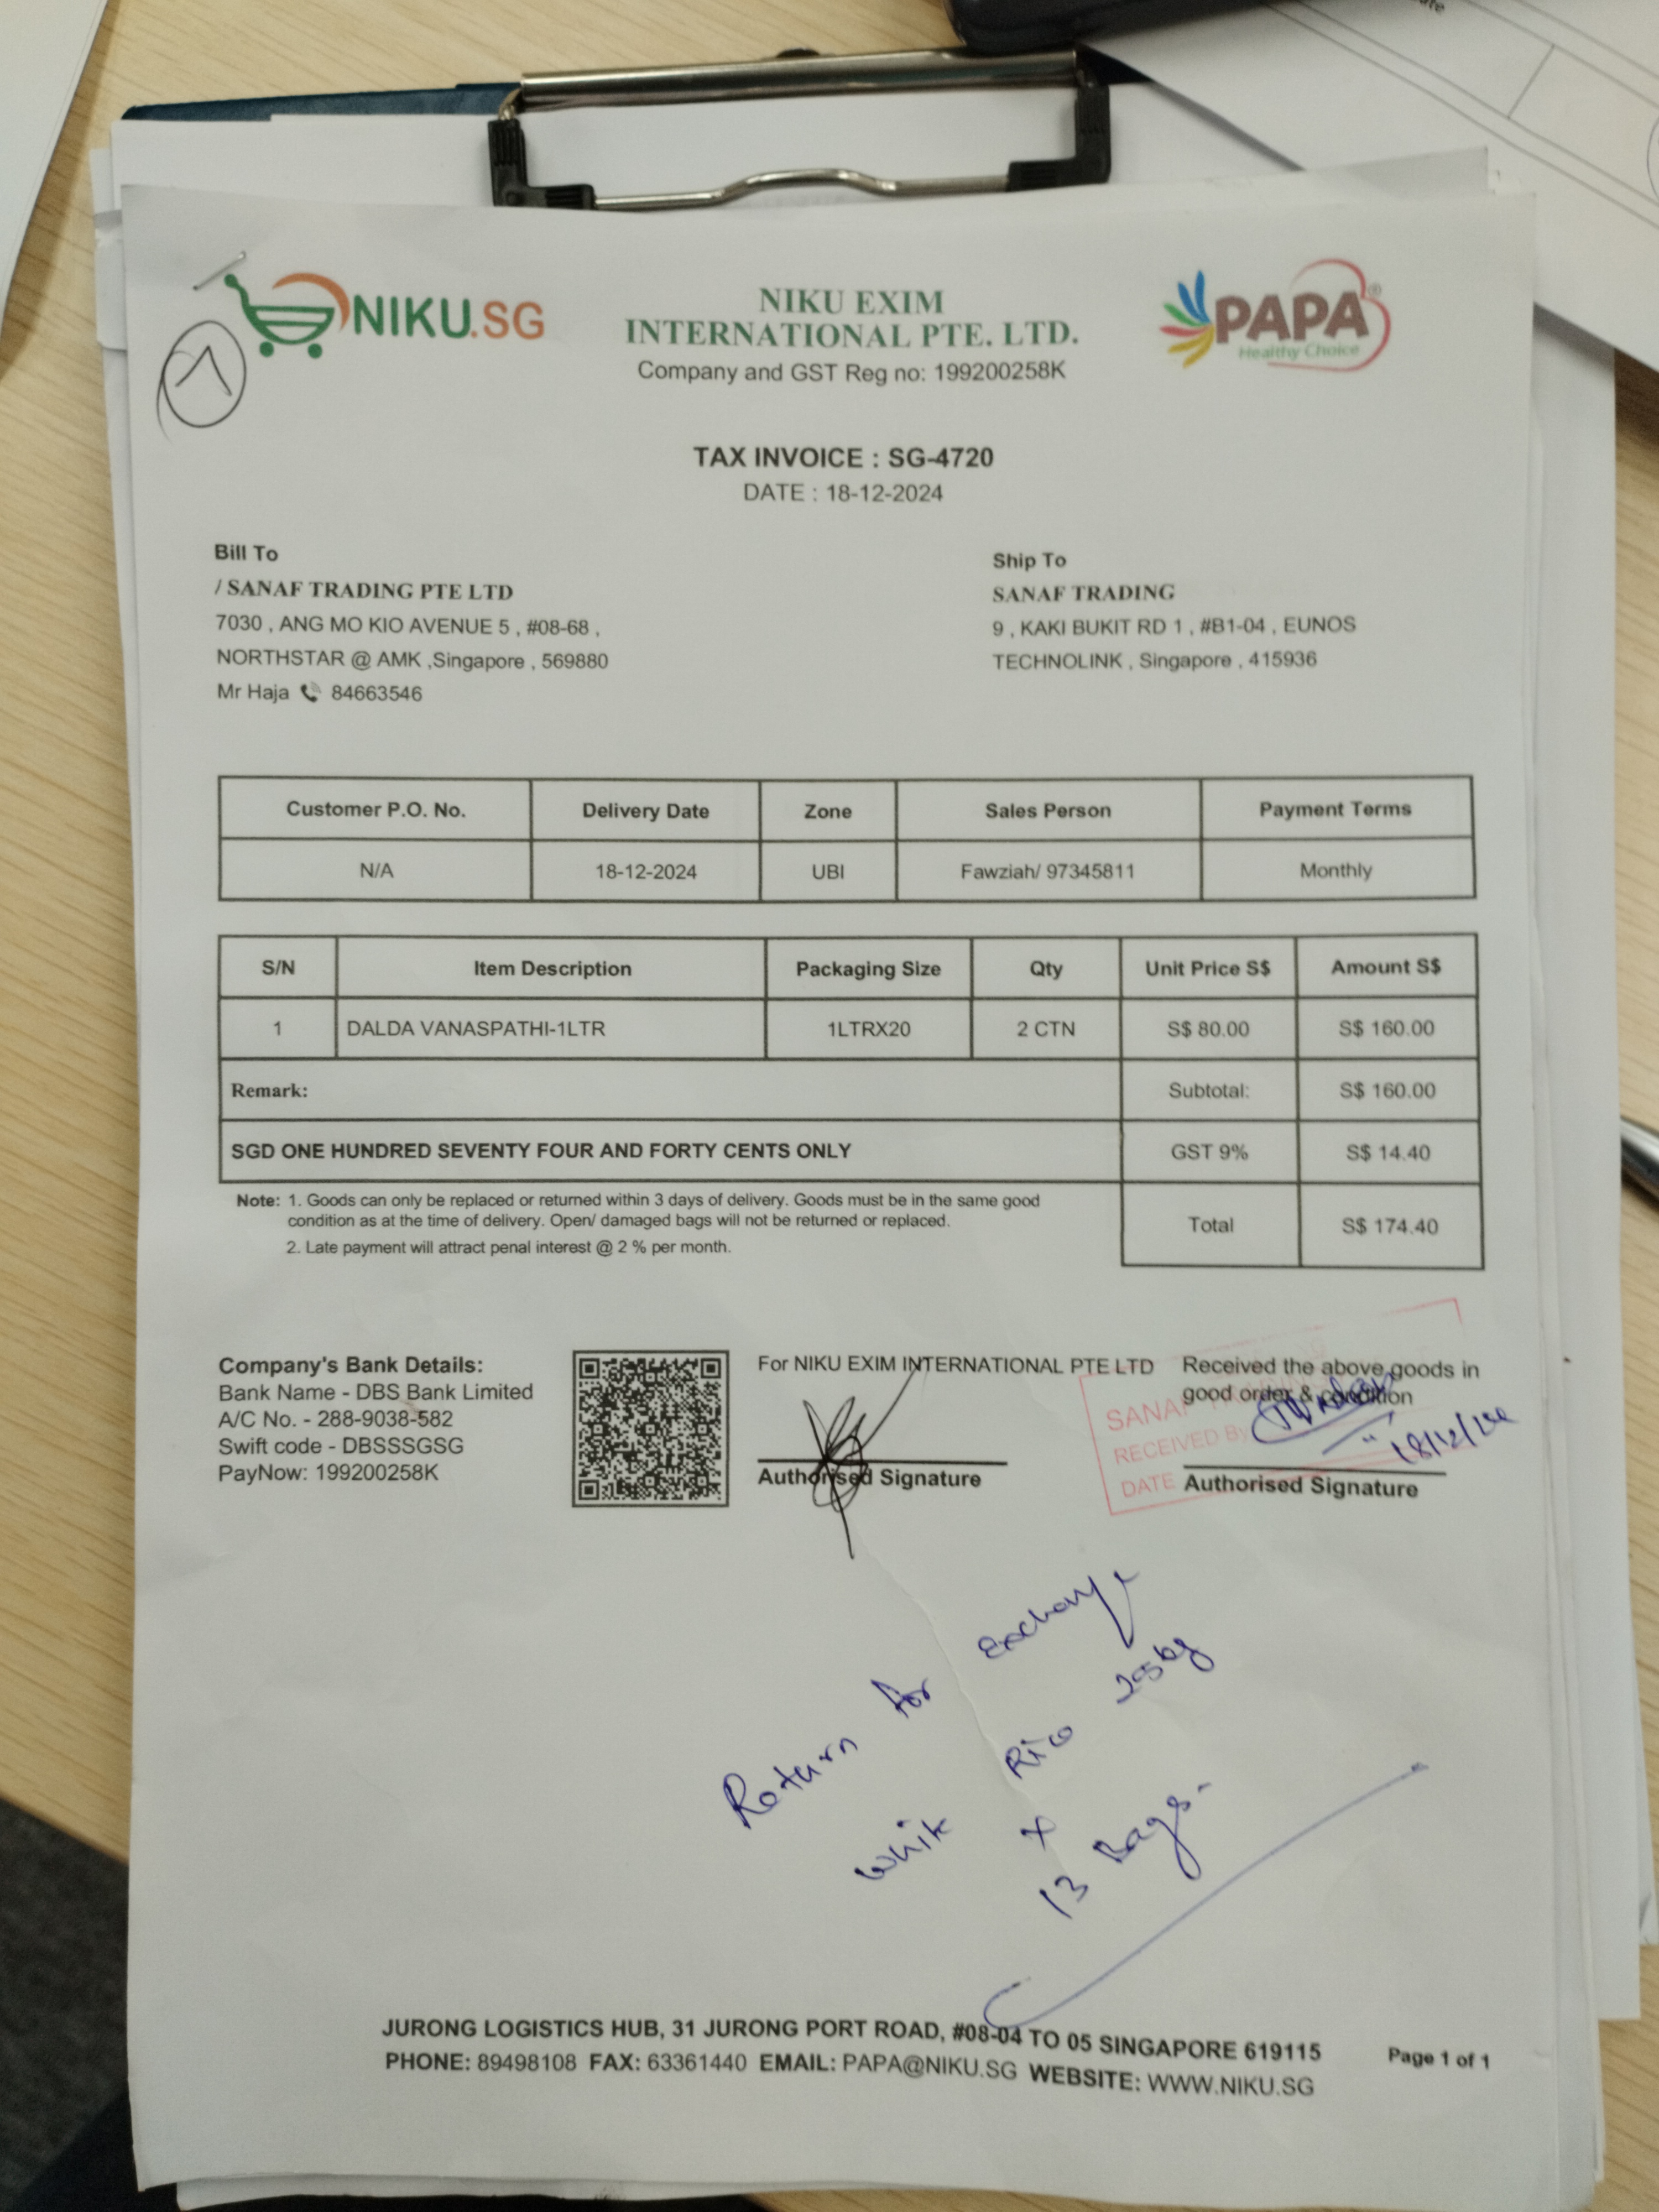 NIKU.SG
NIKU EXIM
INTERNATIONAL PTE. LTD.
Company and GST Reg no: 199200258K
PAPA®
Healthy Choice
TAX INVOICE : SG-4720
DATE : 18-12-2024
Bill To
/ SANAF TRADING PTE LTD
7030 , ANG MO KIO AVENUE 5 , #08-68 ,
NORTHSTAR @ AMK ,Singapore , 569880
Mr Haja 84663546
Ship To
SANAF TRADING
9 , KAKI BUKIT RD 1 , #B1-04 , EUNOS
TECHNOLINK , Singapore , 415936
Customer P.O. No. Delivery Date Zone Sales Person Payment Terms
N/A 18-12-2024 UBI Fawziah/ 97345811 Monthly
S/N Item Description Packaging Size Qty Unit Price S$ Amount S$
1 DALDA VANASPATHI-1LTR 1LTRX20 2 CTN S$ 80.00 S$ 160.00
Remark: Subtotal: S$ 160.00
SGD ONE HUNDRED SEVENTY FOUR AND FORTY CENTS ONLY GST 9% S$ 14.40
Total S$ 174.40
Note: 1. Goods can only be replaced or returned within 3 days of delivery. Goods must be in the same good
condition as at the time of delivery. Open/ damaged bags will not be returned or replaced.
2. Late payment will attract penal interest @ 2 % per month.
Company's Bank Details:
Bank Name - DBS Bank Limited
A/C No. - 288-9038-582
Swift code - DBSSSGSG
PayNow: 199200258K
For NIKU EXIM INTERNATIONAL PTE LTD
Authorised Signature
Received the above goods in
good order & condition
SANAF
RECEIVED By
DATE
18/12/24
Authorised Signature
Return for Exchange
White Rice 25kg
x
13 Bags.
JURONG LOGISTICS HUB, 31 JURONG PORT ROAD, #08-04 TO 05 SINGAPORE 619115
PHONE: 89498108 FAX: 63361440 EMAIL: PAPA@NIKU.SG WEBSITE: WWW.NIKU.SG
Page 1 of 1